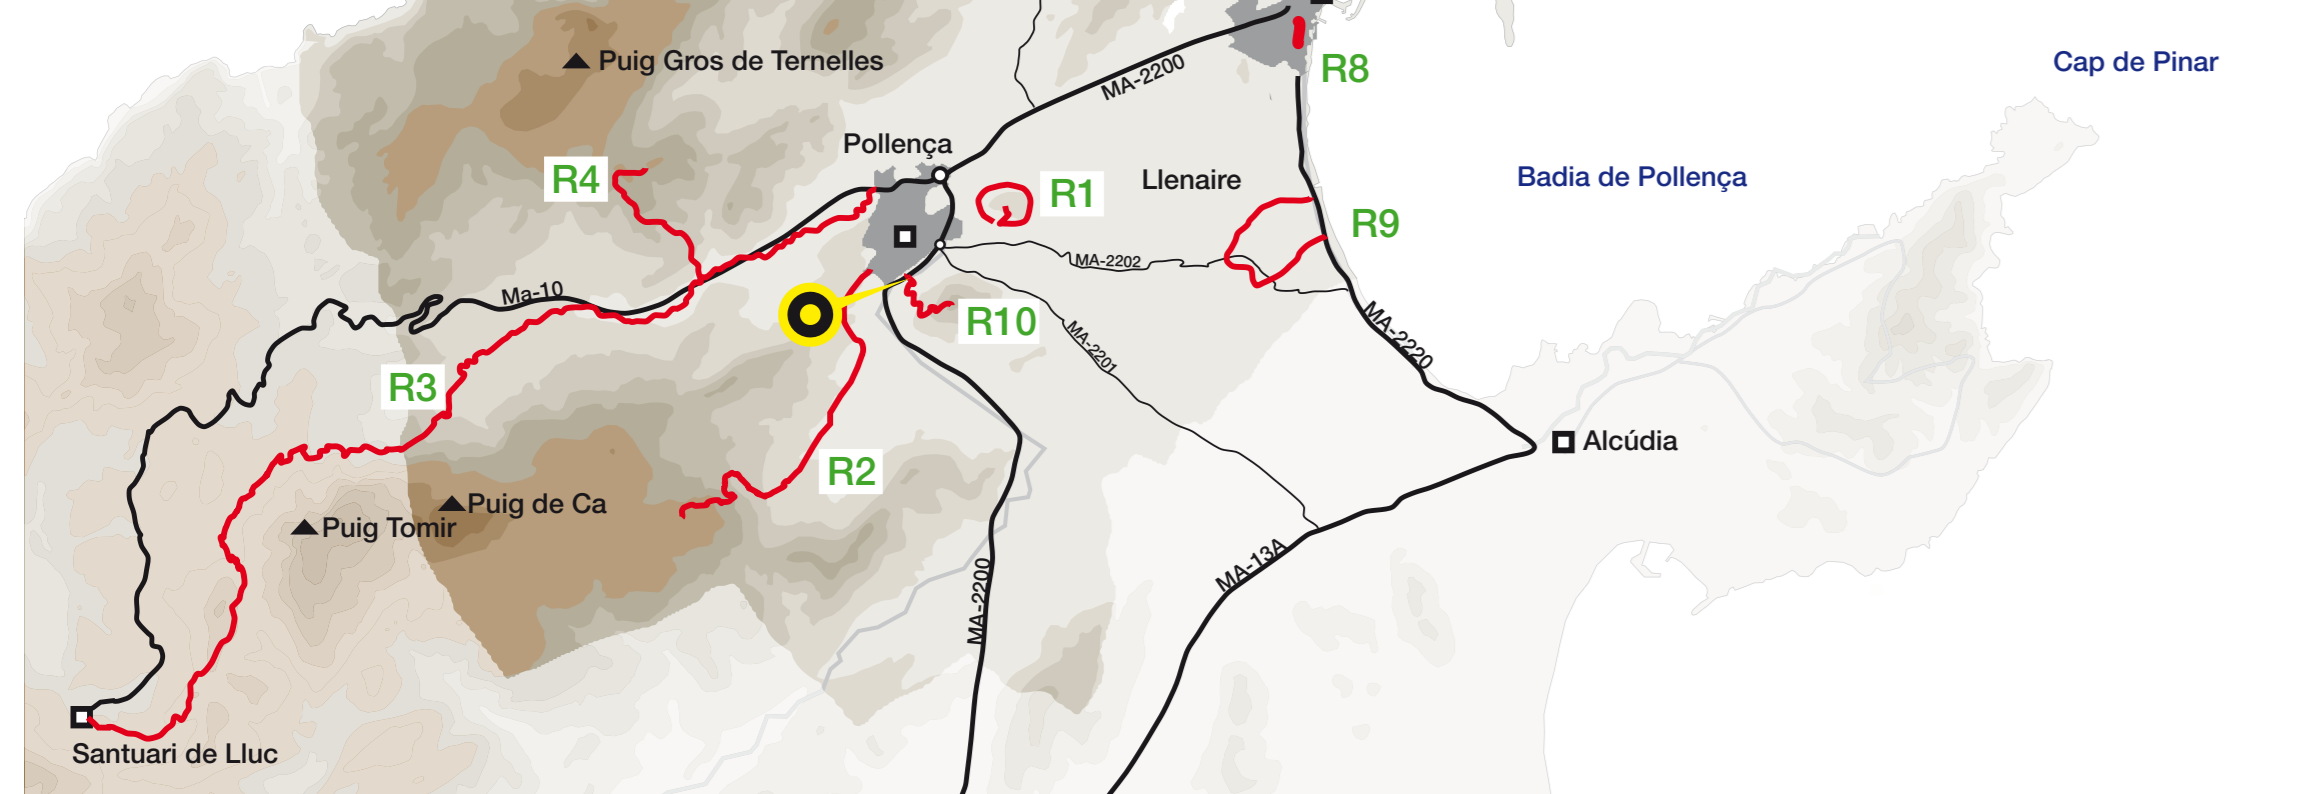 Puig Gros de Ternelles
MA-2200
R8
Cap de Pinar
Pollença
R4
R1
Llenaire
Badia de Pollença
R9
MA-2202
Ma-10
R10
MA-2201
MA-2220
R3
R2
Alcúdia
Puig de Ca
Puig Tomir
MA-13A
MA-2200
Santuari de Lluc